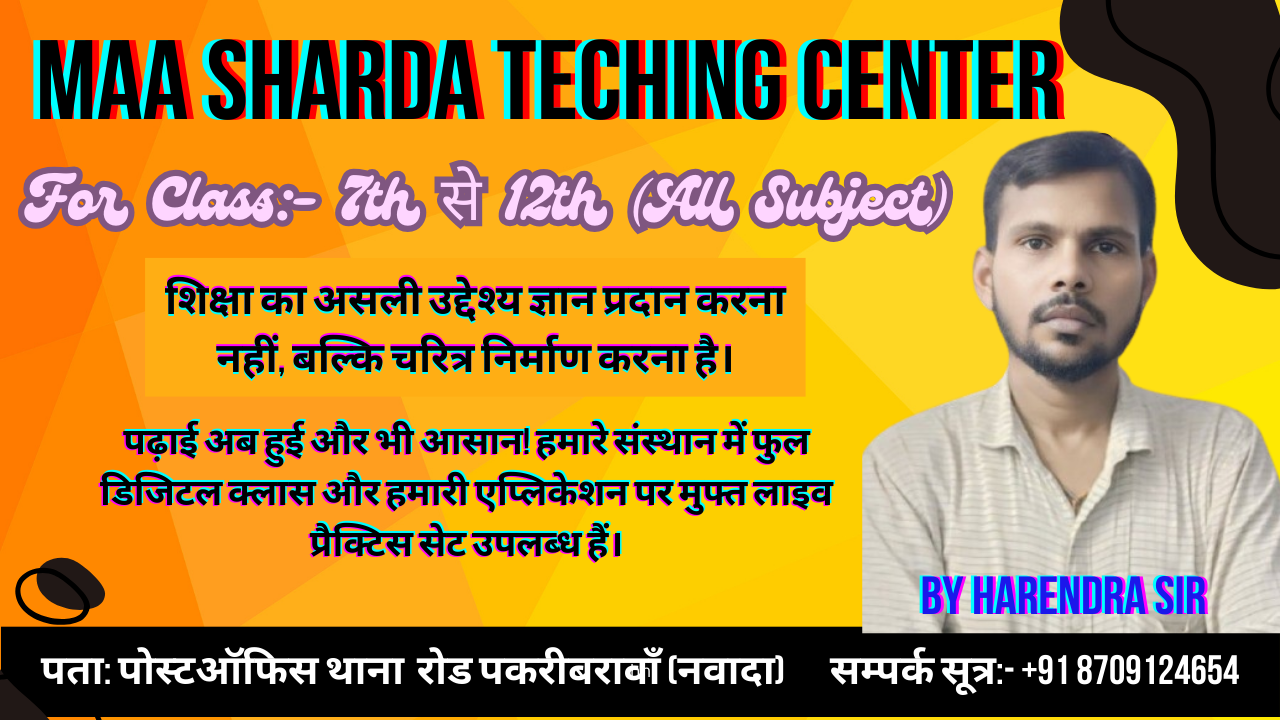 MAA SHARDA TECHING CENTER
For Class:- 7th से 12th (All Subject)
शिक्षा का असली उद्देश्य ज्ञान प्रदान करना
नहीं, बल्कि चरित्र निर्माण करना है।
पढ़ाई अब हुई और भी आसान! हमारे संस्थान में फुल
डिजिटल क्लास और हमारी एप्लिकेशन पर मुफ्त लाइव
प्रैक्टिस सेट उपलब्ध हैं।
BY HARENDRA SIR
पता: पोस्टऑफिस थाना रोड (नवादा) सम्पर्क सूत्र:- +91 8709124654